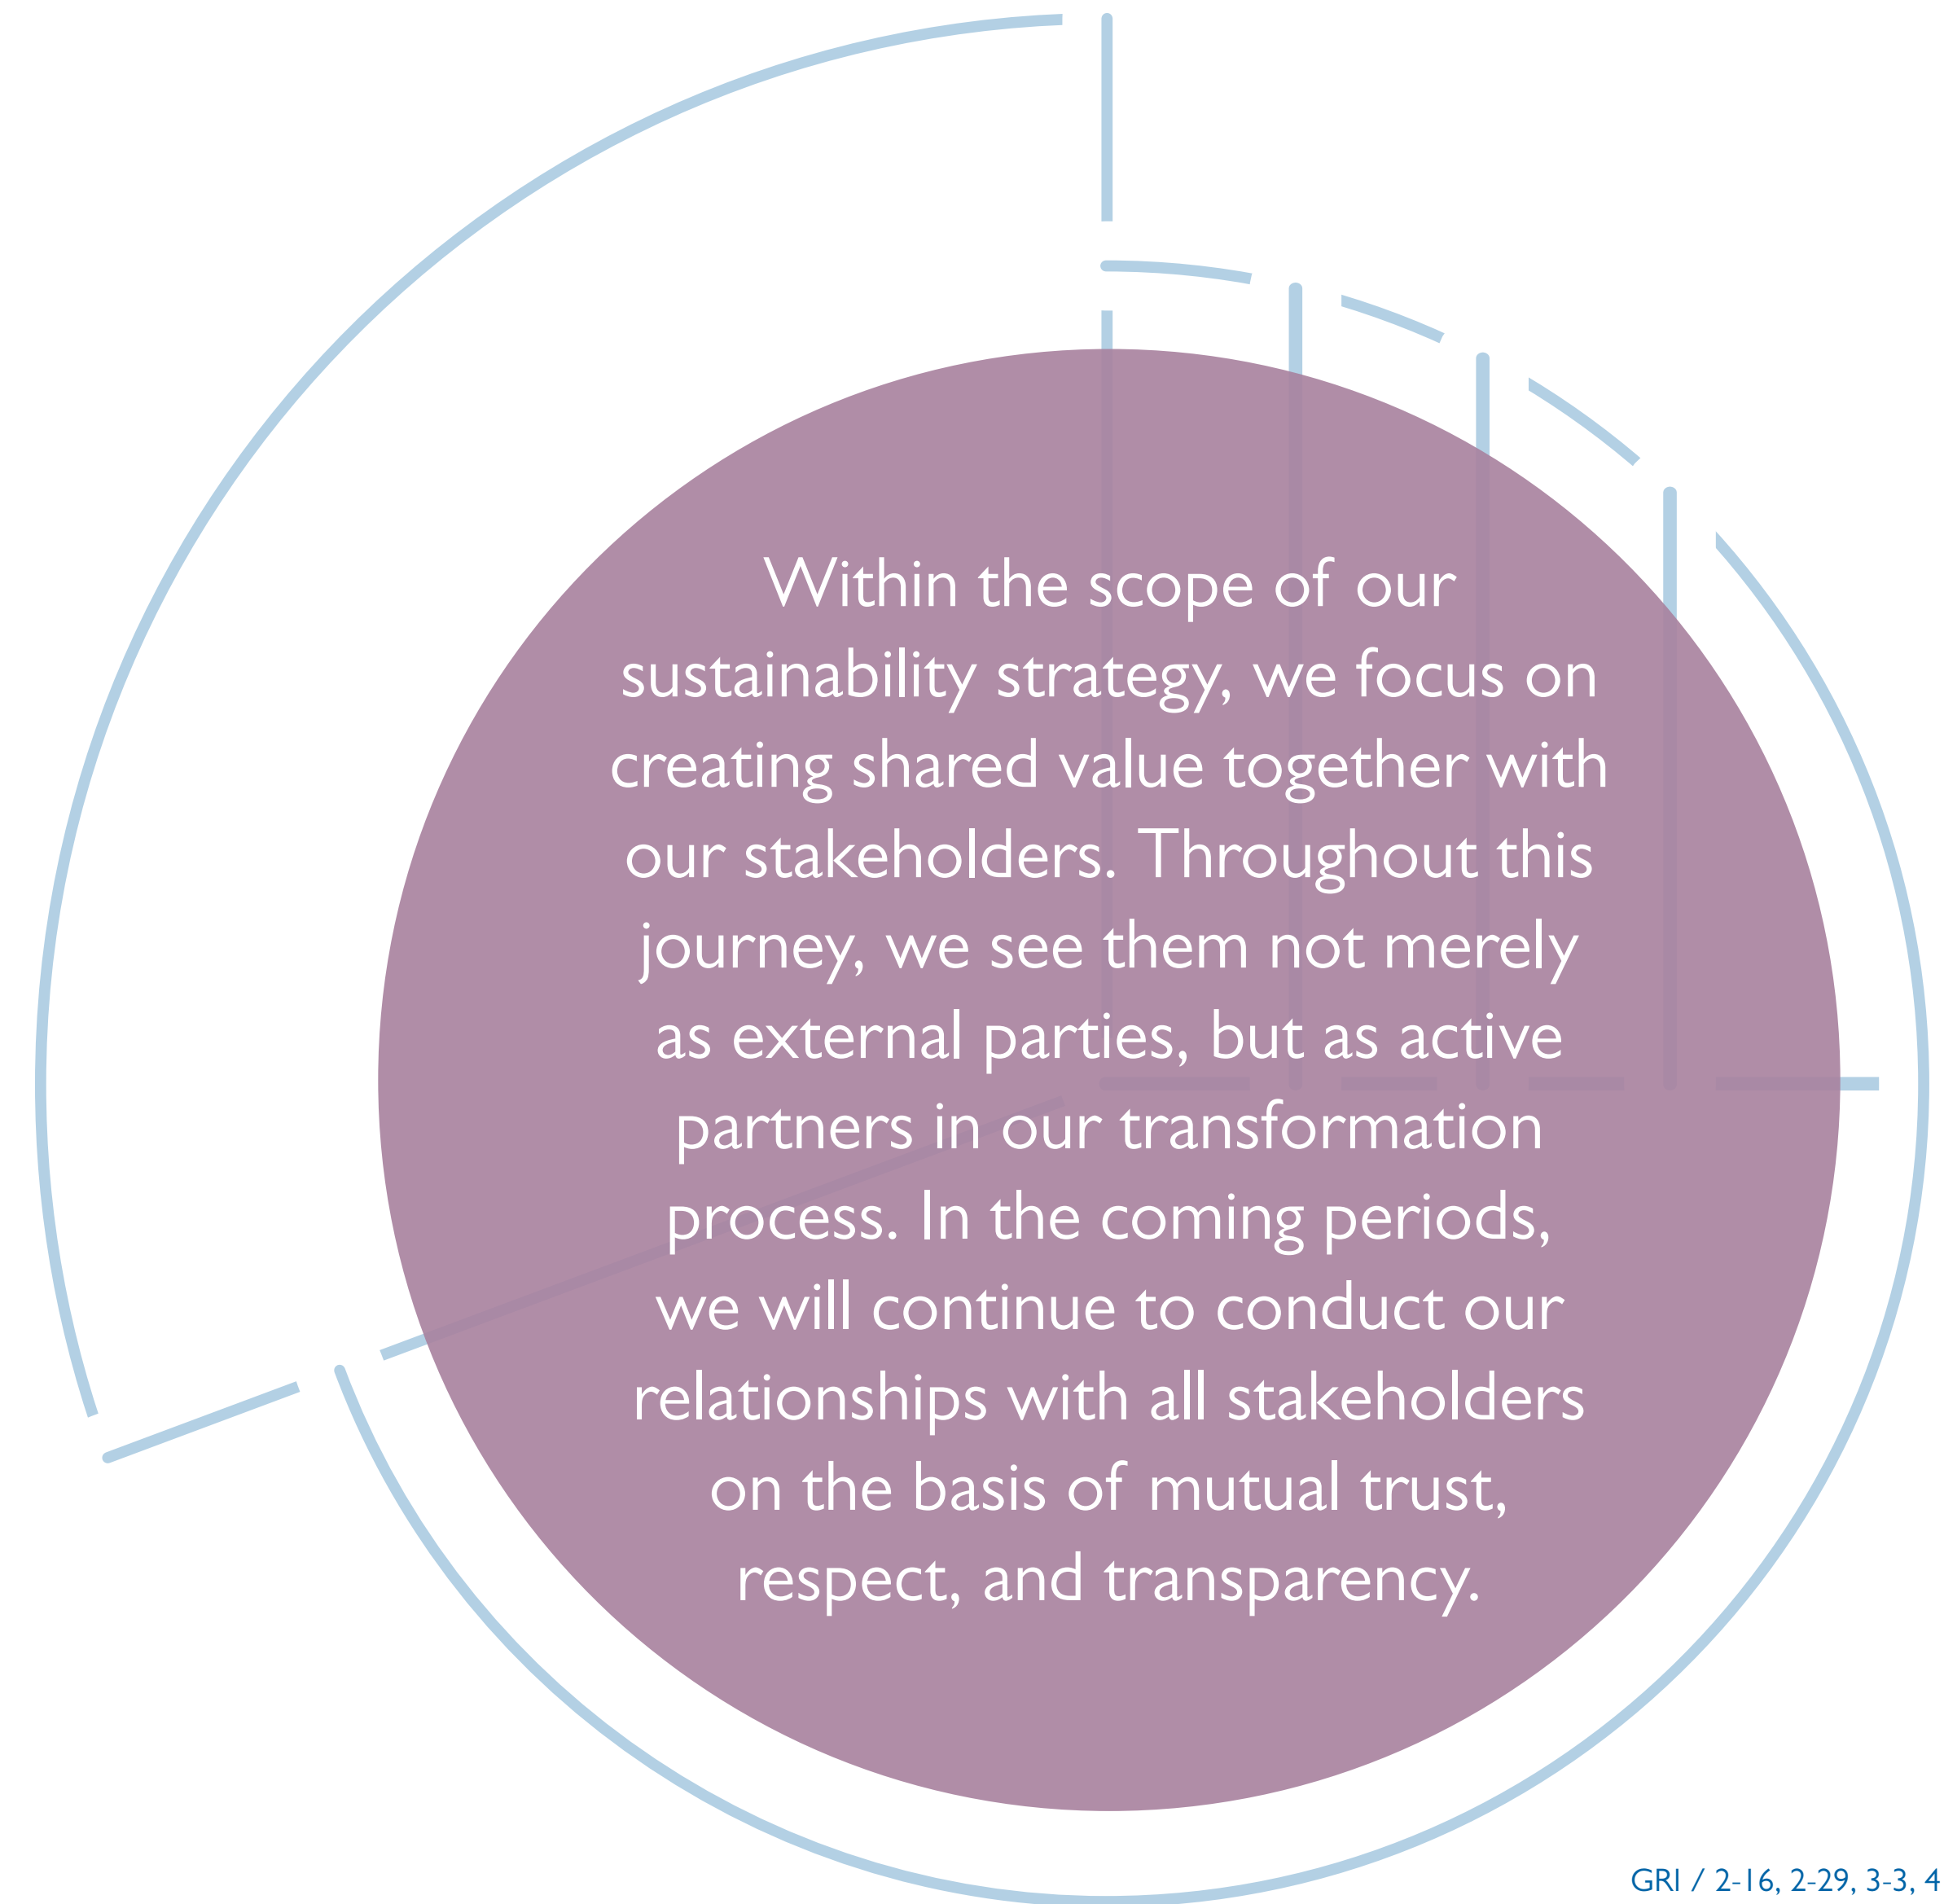 Within the scope of our
sustainability strategy, we focus on
creating shared value together with
our stakeholders. Throughout this
journey, we see them not merely
as external parties, but as active
partners in our transformation
process. In the coming periods,
we will continue to conduct our
relationships with all stakeholders
on the basis of mutual trust,
respect, and transparency.
GRI / 2-16, 2-29, 3-3, 4